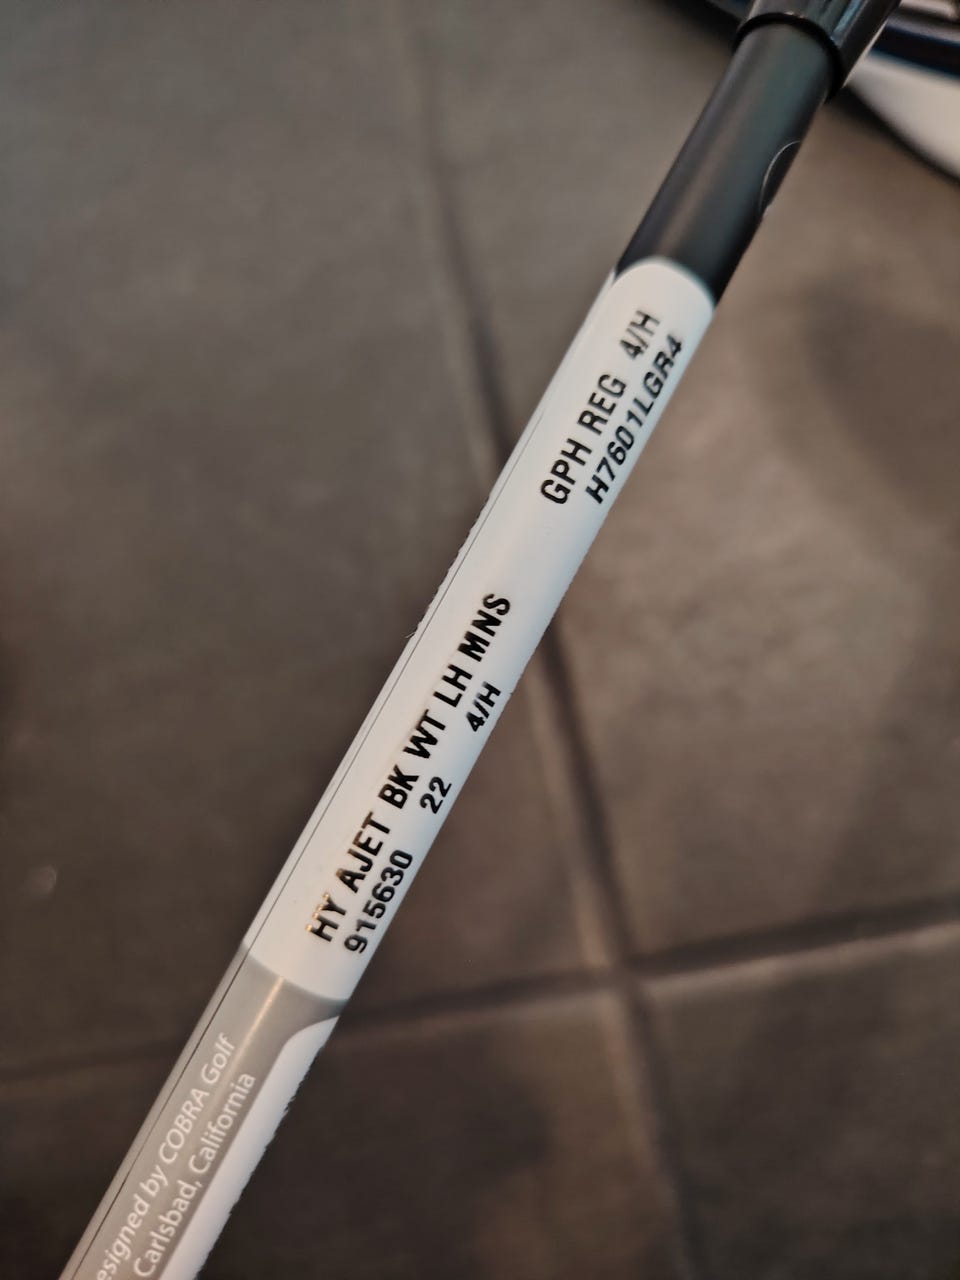 GPH REG 4/H
H7601LGR4
HY AJET BK WT LH MNS
915630 22 4/H
esigned by COBRA Golf
Carlsbad, California